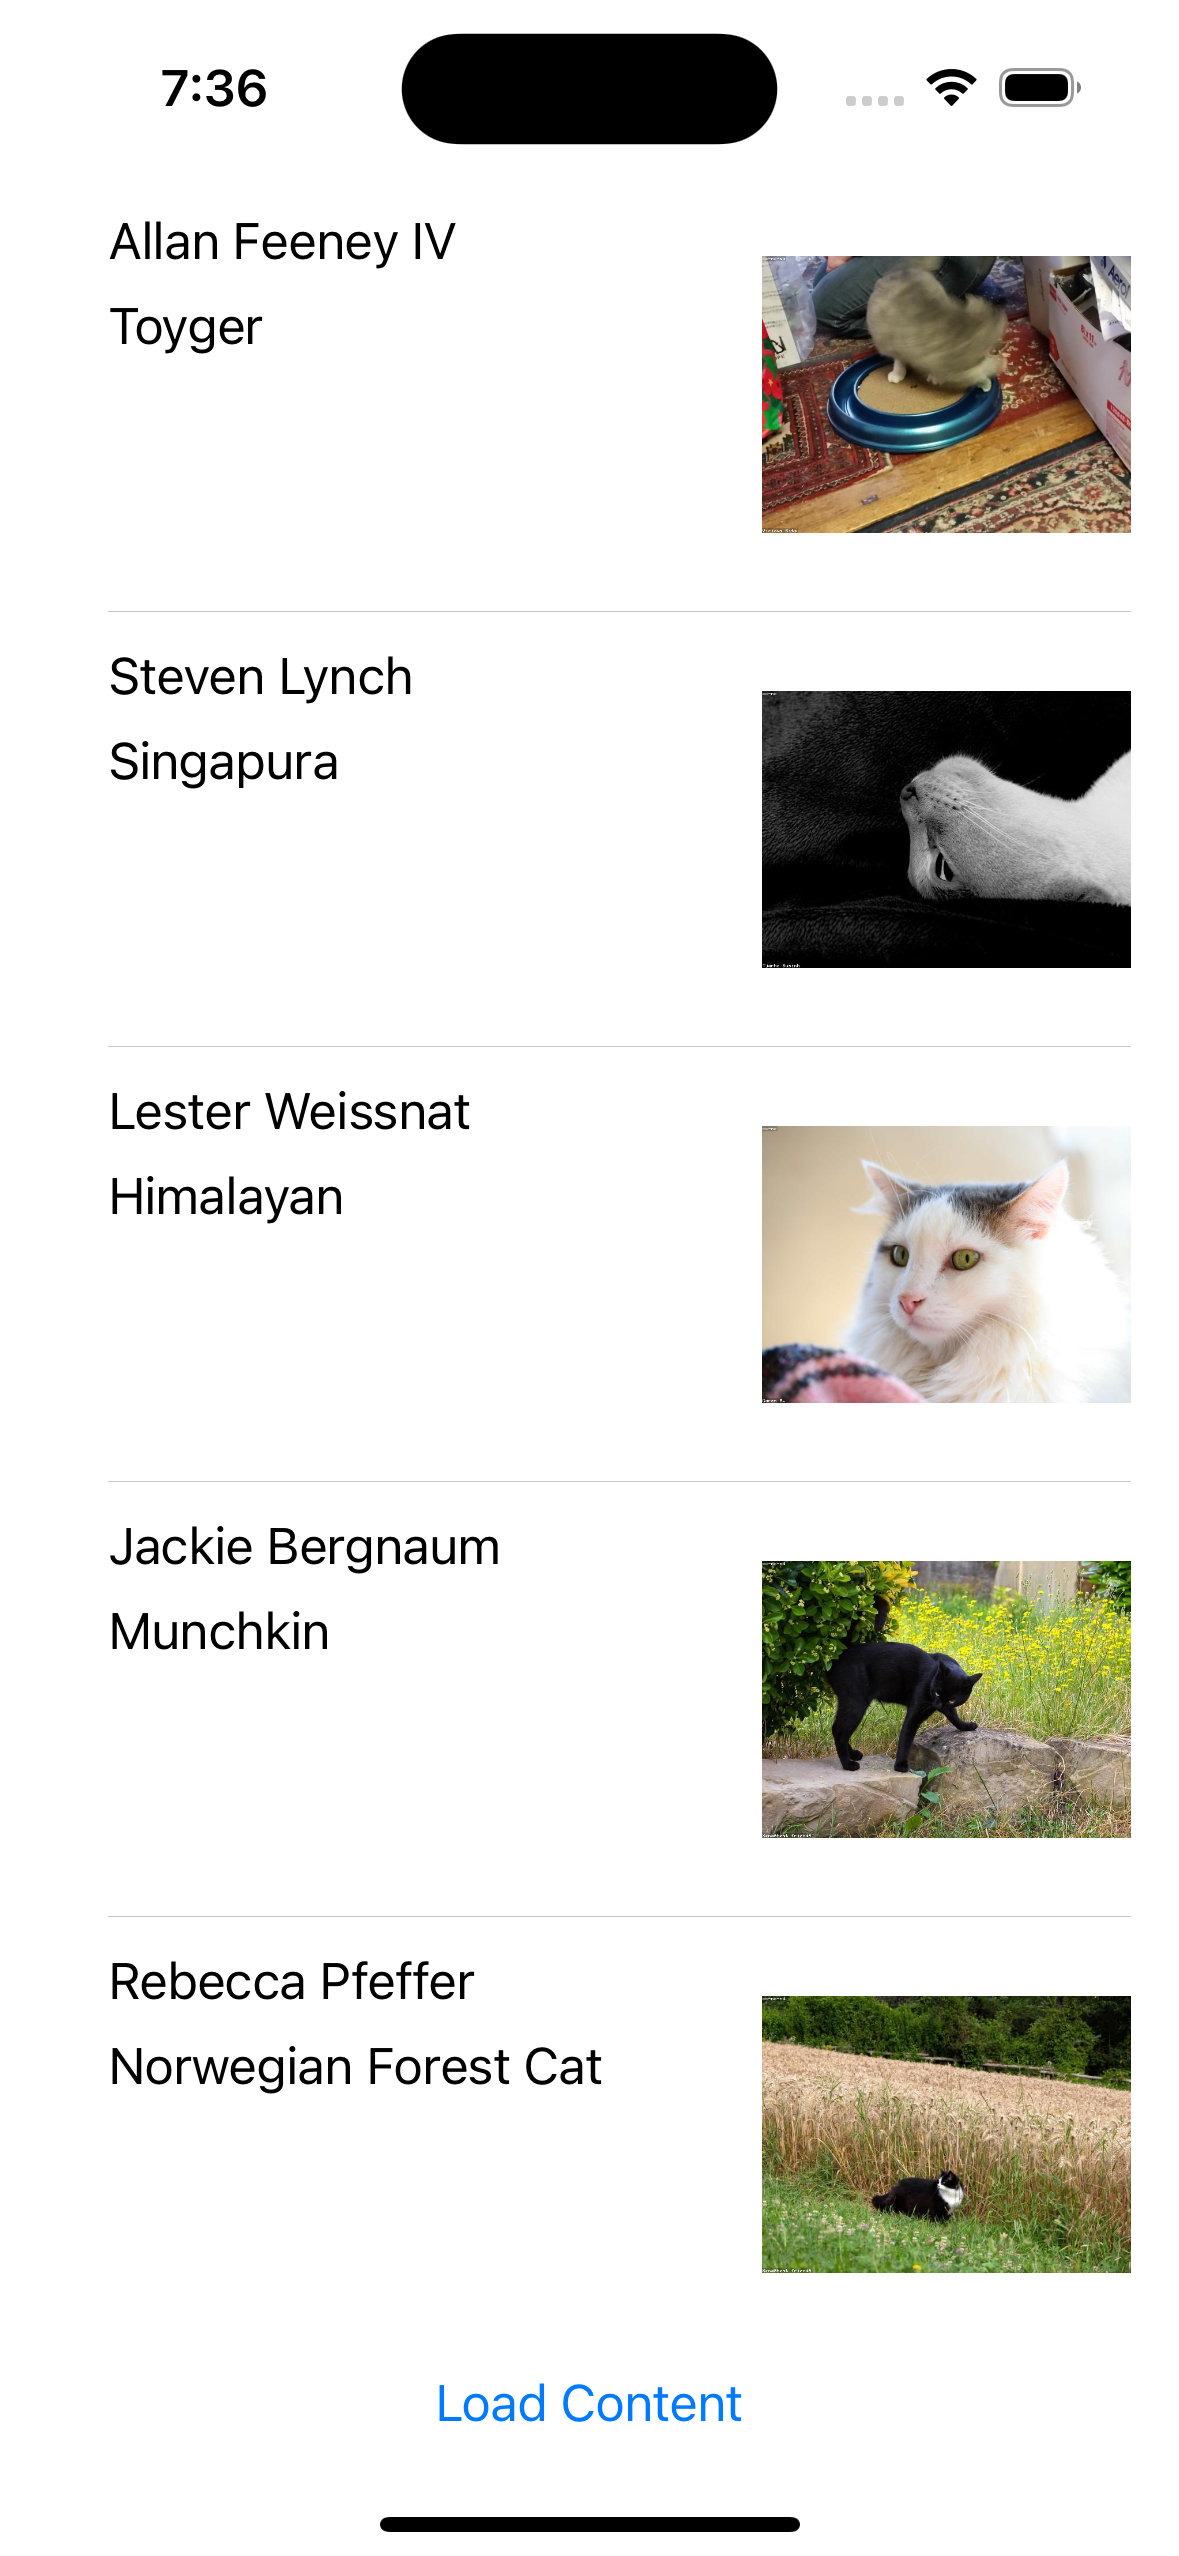 7:36
Allan Feeney IV
Toyger
Steven Lynch
Singapura
Lester Weissnat
Himalayan
Jackie Bergnaum
Munchkin
Rebecca Pfeffer
Norwegian Forest Cat
Load Content